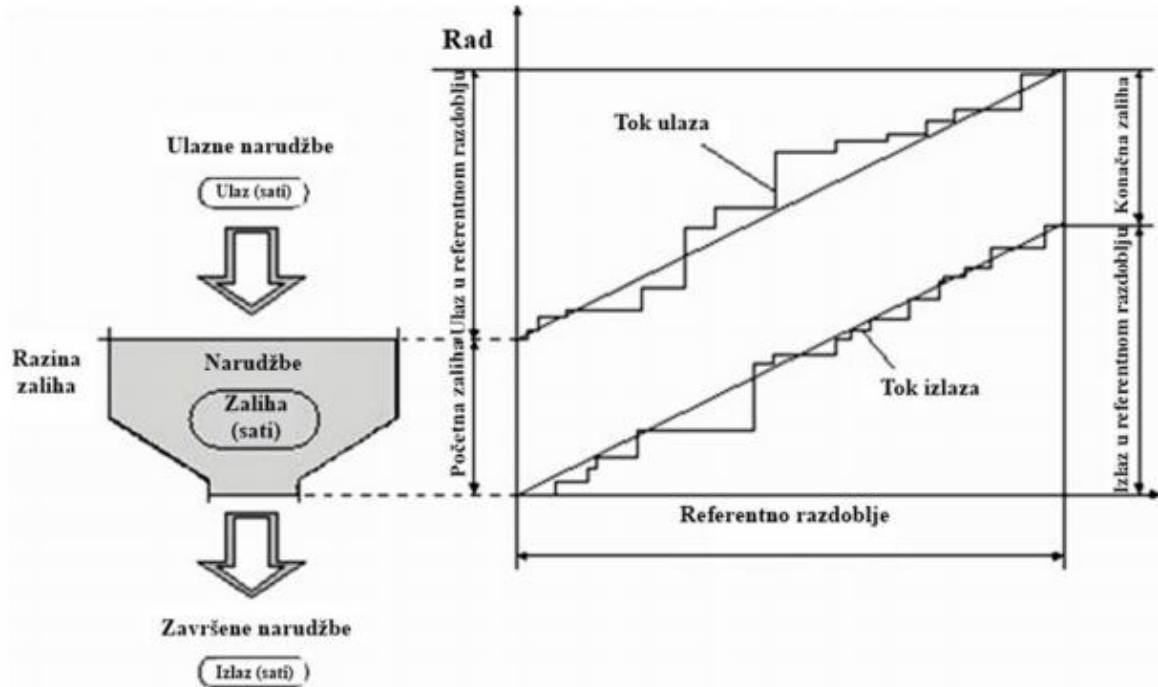 Ulazne narudžbe
Ulaz (sati)
Razina
zaliha
Narudžbe
Zaliha
(sati)
Završene narudžbe
Izlaz (sati)
Rad
Ulaz u referentnom razdoblju
Početna zaliha
Tok ulaza
Tok izlaza
Referentno razdoblje
Konačna zaliha
Izlaz u referentnom razdoblju